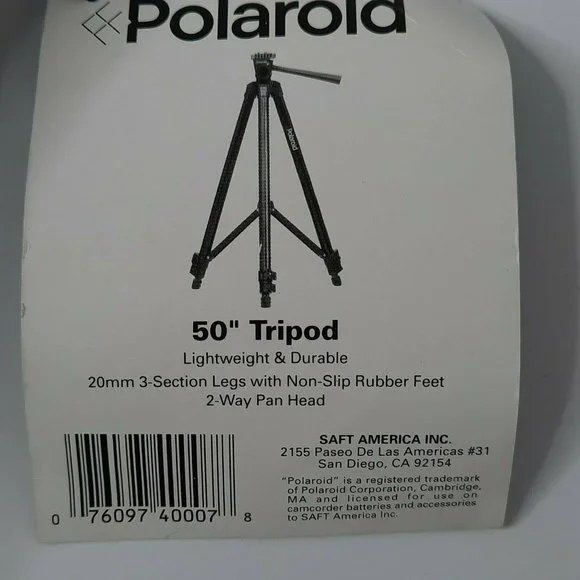 Polaroid
Polaroid
50" Tripod
Lightweight & Durable
20mm 3-Section Legs with Non-Slip Rubber Feet
2-Way Pan Head
SAFT AMERICA INC.
2155 Paseo De Las Americas #31
San Diego, CA 92154
"Polaroid" is a registered trademark
of Polaroid Corporation, Cambridge,
MA and licensed for use on
camcorder batteries and accessories
to SAFT America Inc.
0 76097 40007 8